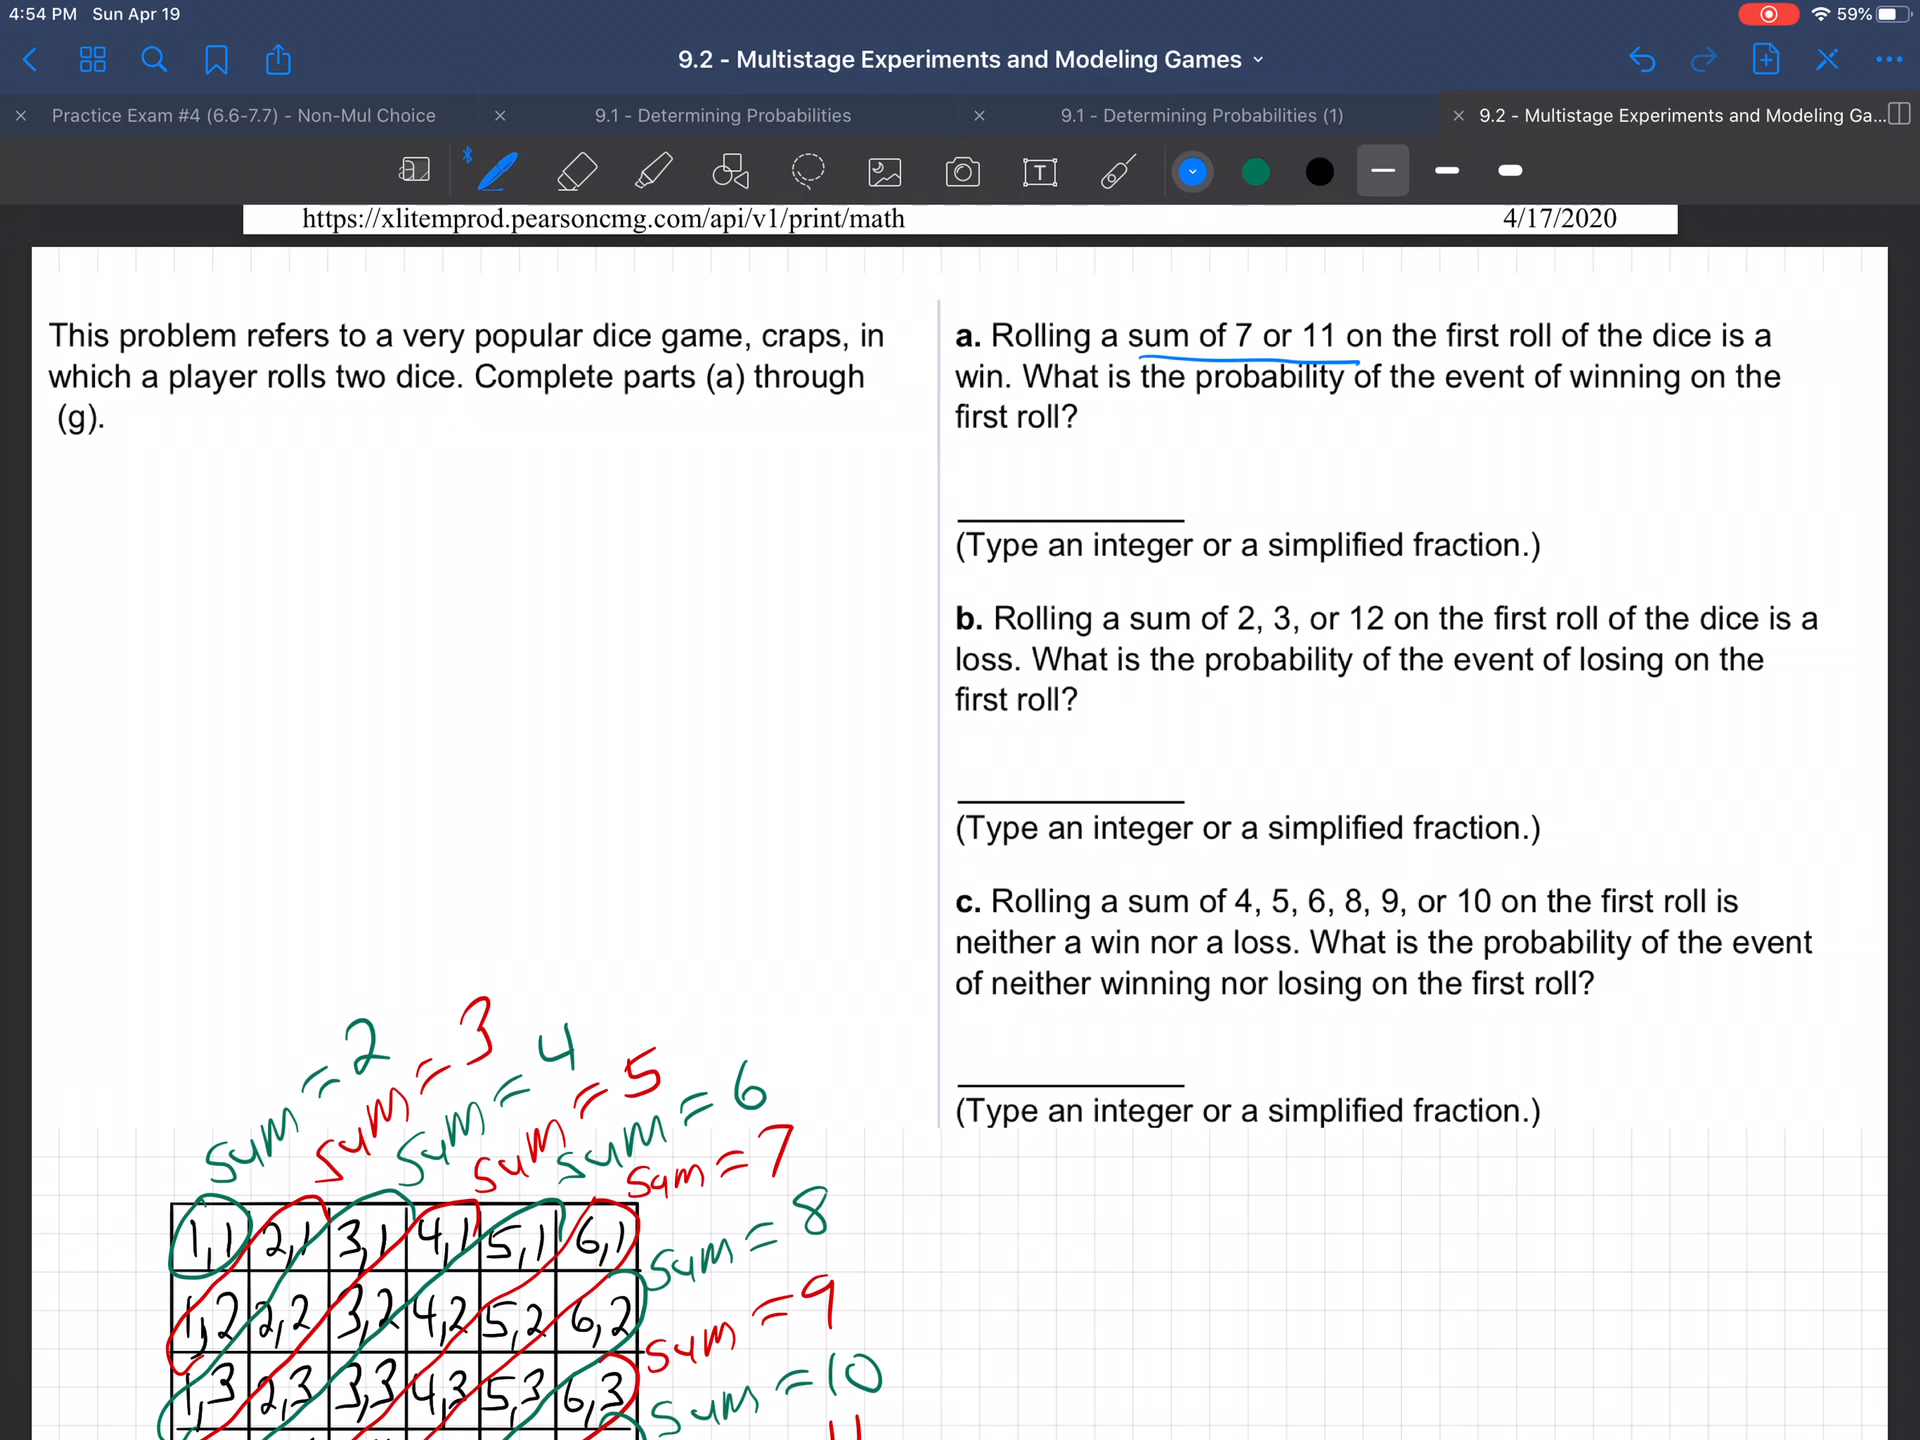 4:54 PM Sun Apr 19
59%
9.2 - Multistage Experiments and Modeling Games
Practice Exam #4 (6.6-7.7) - Non-Mul Choice
9.1 - Determining Probabilities
9.1 - Determining Probabilities (1)
9.2 - Multistage Experiments and Modeling Ga...
T
https://xlitemprod.pearsoncmg.com/api/v1/print/math
4/17/2020
This problem refers to a very popular dice game, craps, in
which a player rolls two dice. Complete parts (a) through
(g).
a. Rolling a sum of 7 or 11 on the first roll of the dice is a
win. What is the probability of the event of winning on the
first roll?
(Type an integer or a simplified fraction.)
b. Rolling a sum of 2, 3, or 12 on the first roll of the dice is a
loss. What is the probability of the event of losing on the
first roll?
(Type an integer or a simplified fraction.)
c. Rolling a sum of 4, 5, 6, 8, 9, or 10 on the first roll is
neither a win nor a loss. What is the probability of the event
of neither winning nor losing on the first roll?
(Type an integer or a simplified fraction.)
sum = 2
sum = 3
sum = 4
sum = 5
sum = 6
sum = 7
sum = 8
sum = 9
sum = 10
1,1 2,1 3,1 4,1 5,1 6,1
1,2 2,2 3,2 4,2 5,2 6,2
1,3 2,3 3,3 4,3 5,3 6,3